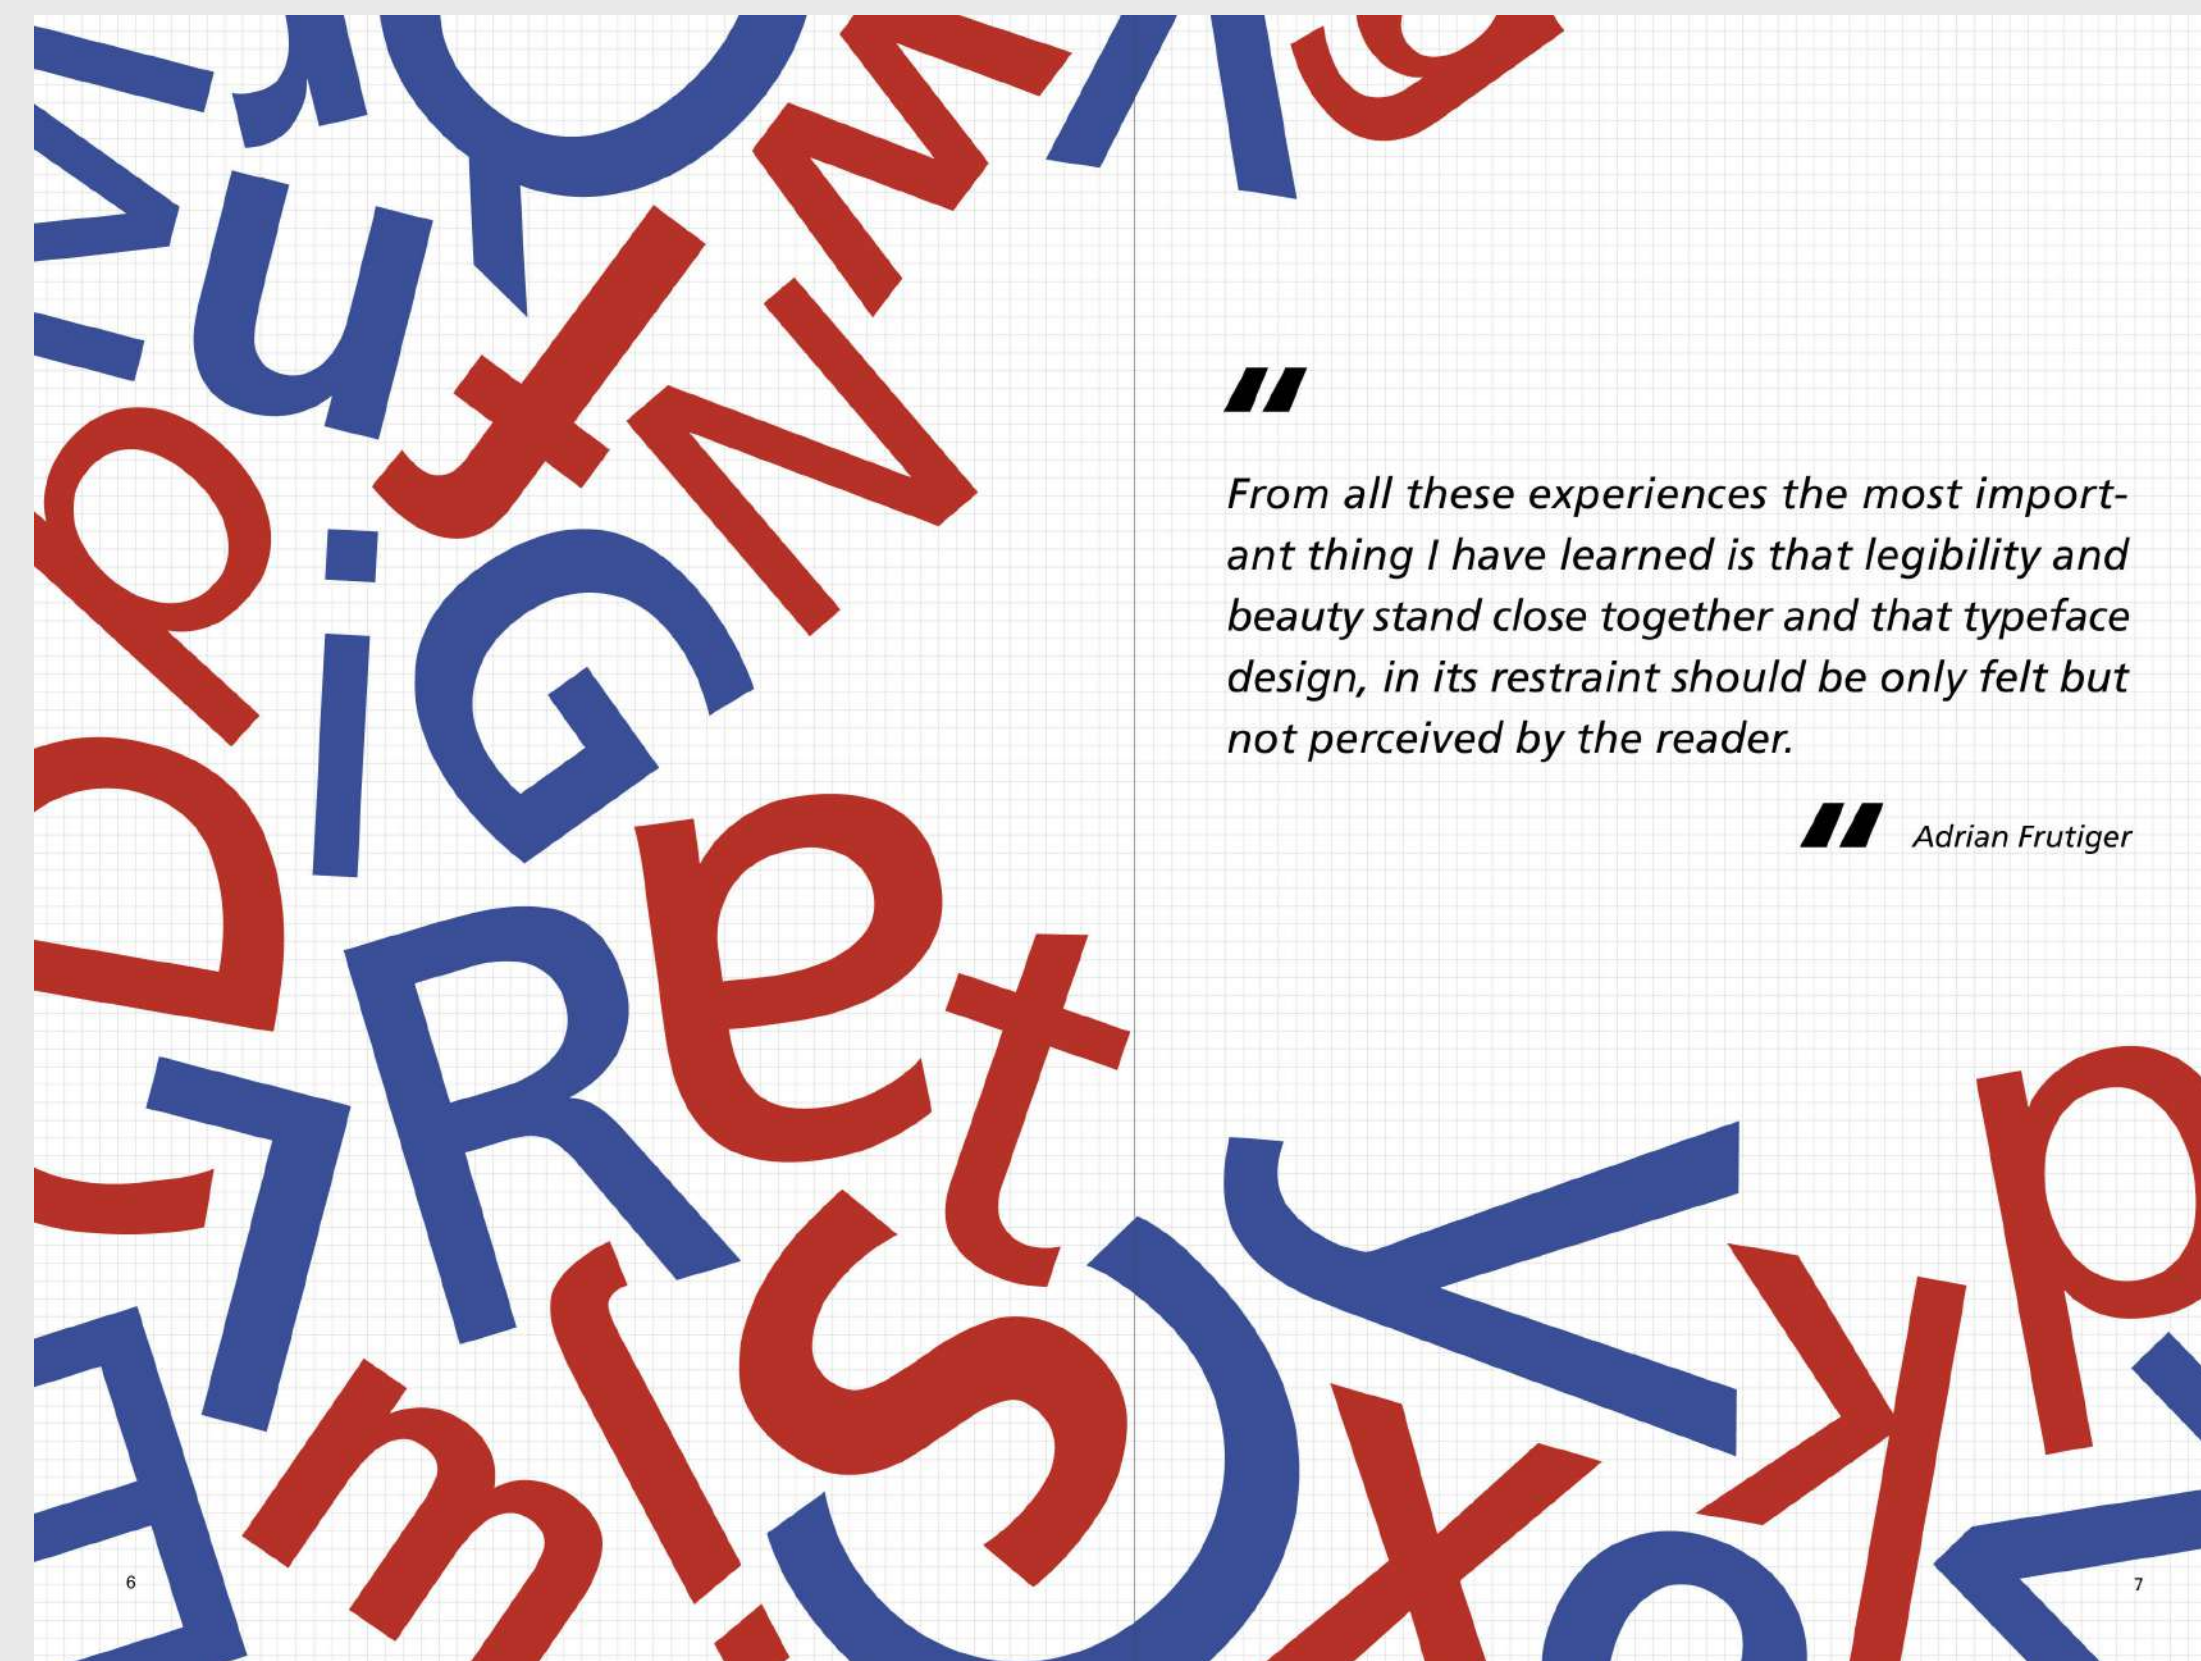 “
From all these experiences the most import-
ant thing I have learned is that legibility and
beauty stand close together and that typeface
design, in its restraint should be only felt but
not perceived by the reader.
“ Adrian Frutiger
6
7